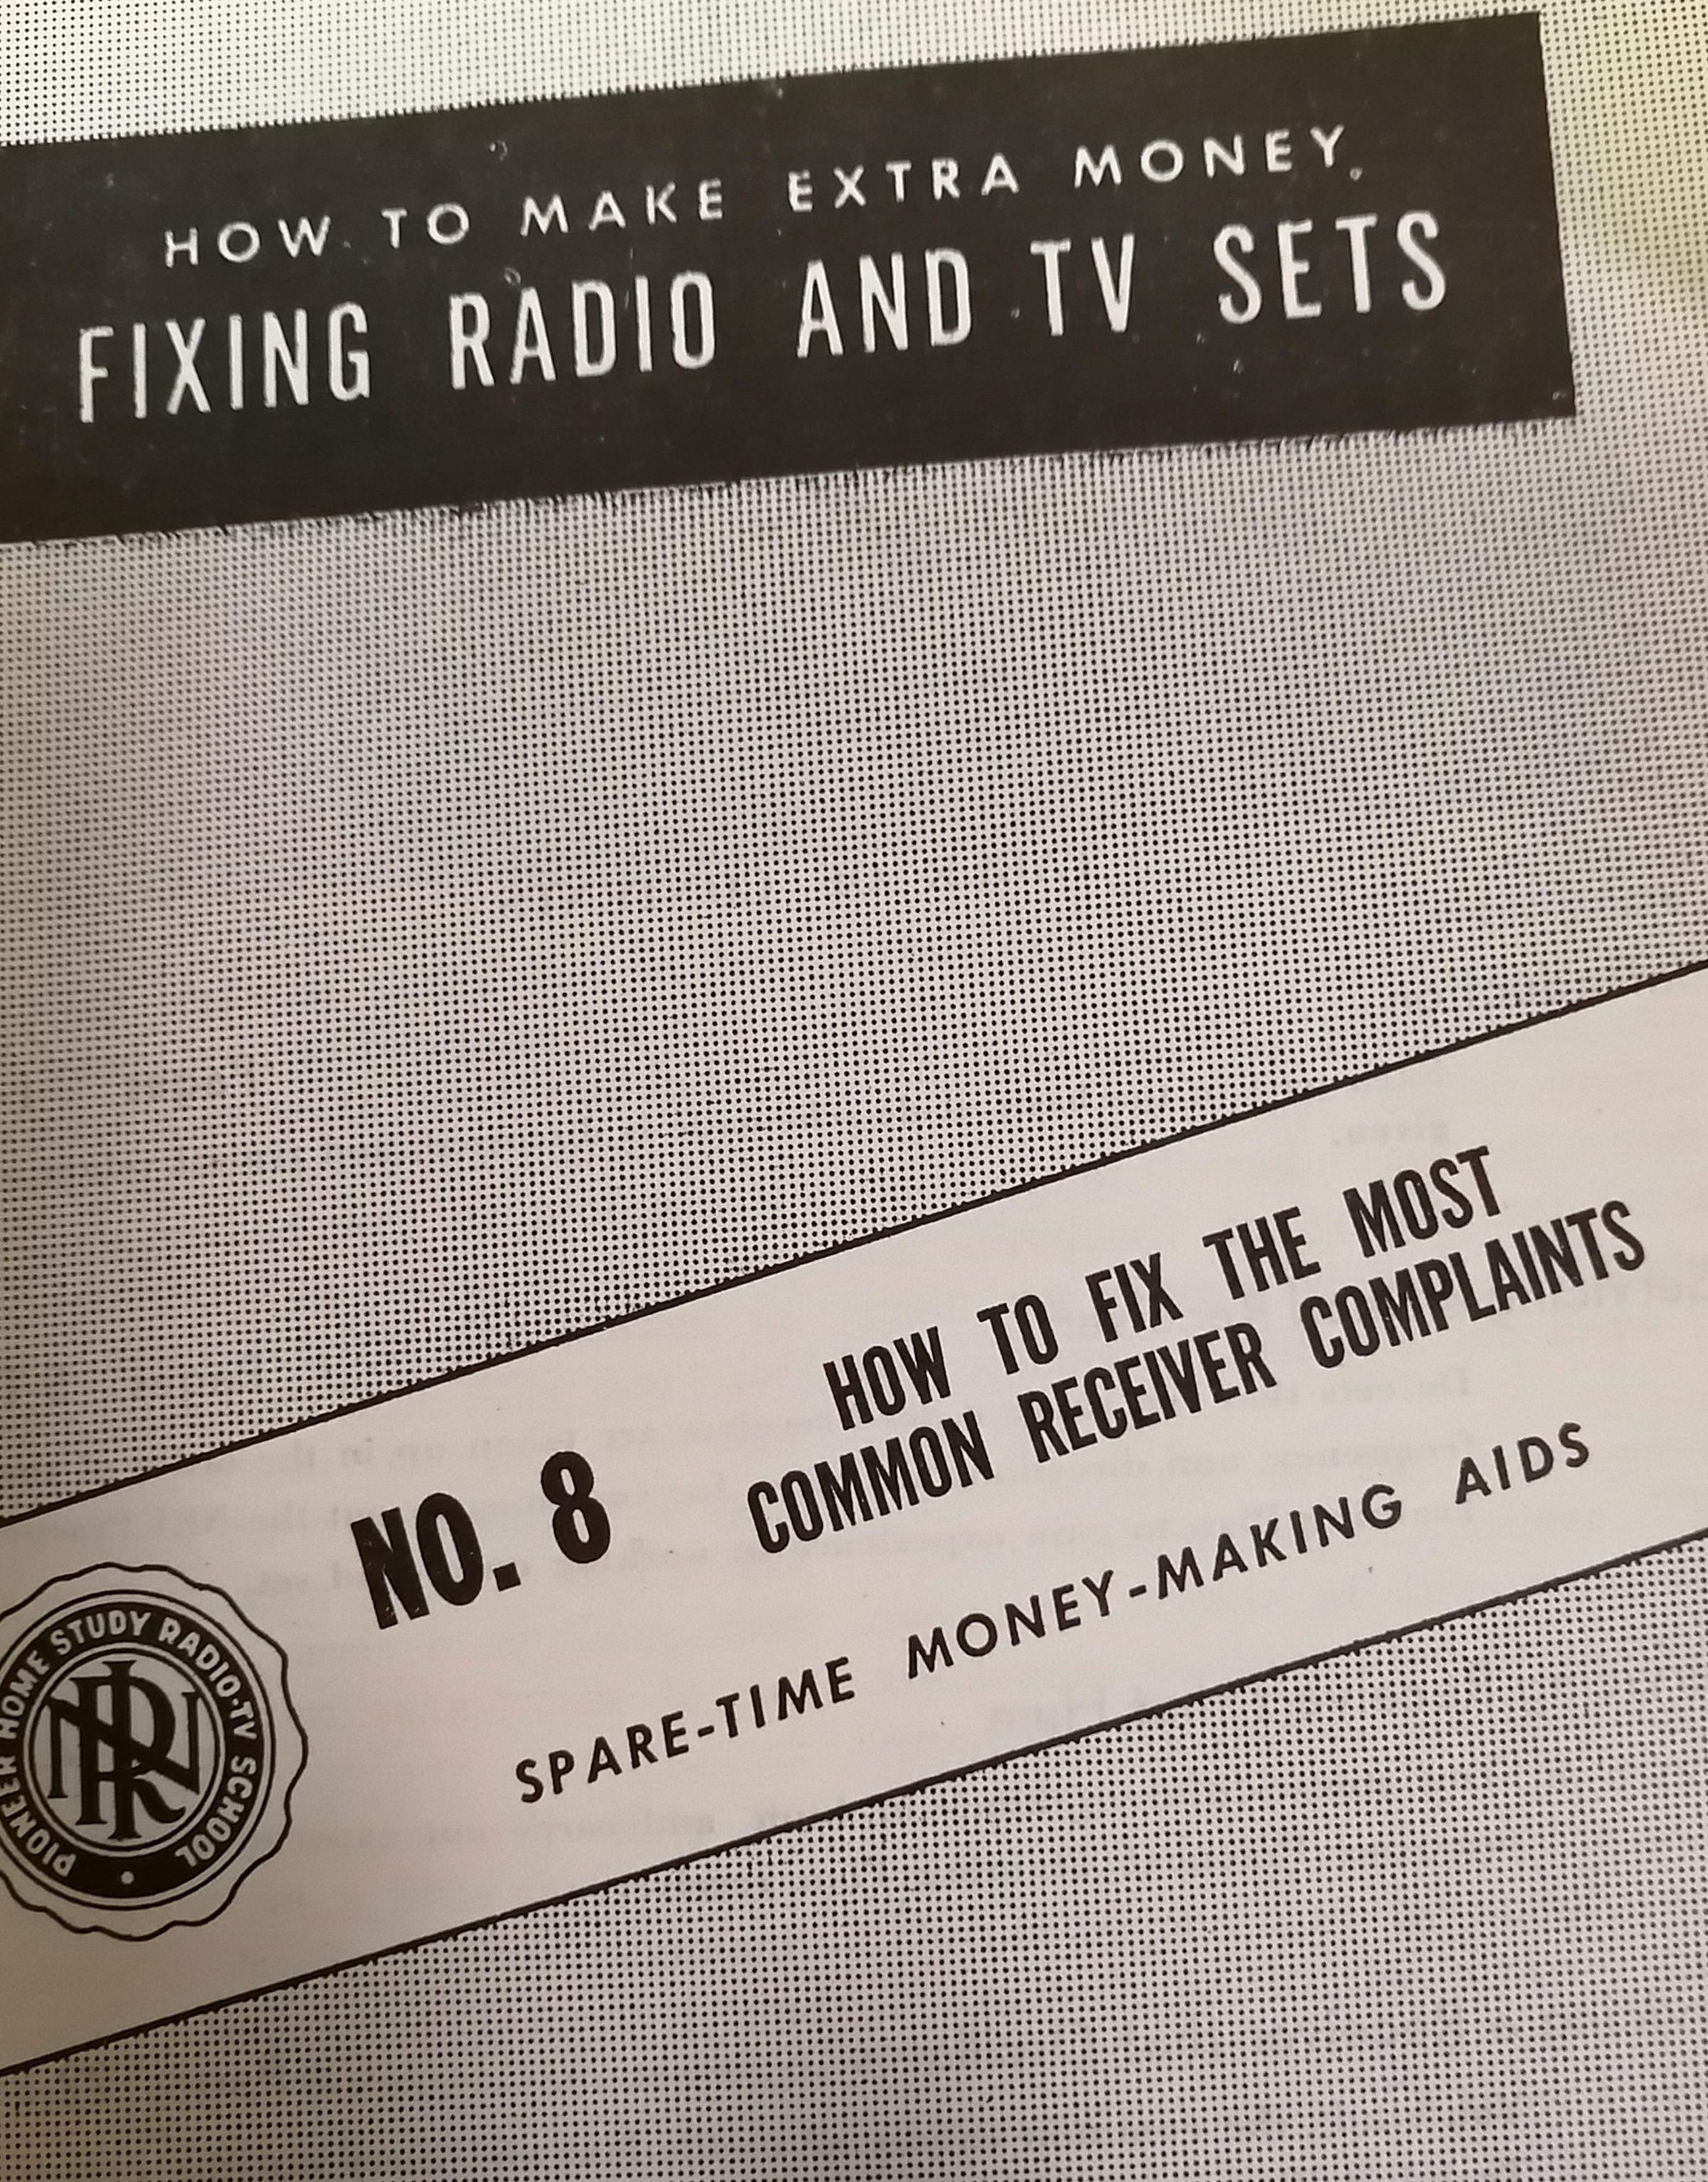 HOW TO MAKE EXTRA MONEY
FIXING RADIO AND TV SETS
NO. 8
HOW TO FIX THE MOST
COMMON RECEIVER COMPLAINTS
SPARE-TIME MONEY-MAKING AIDS
PIONEER HOME STUDY RADIO-TV SCHOOL
NRI